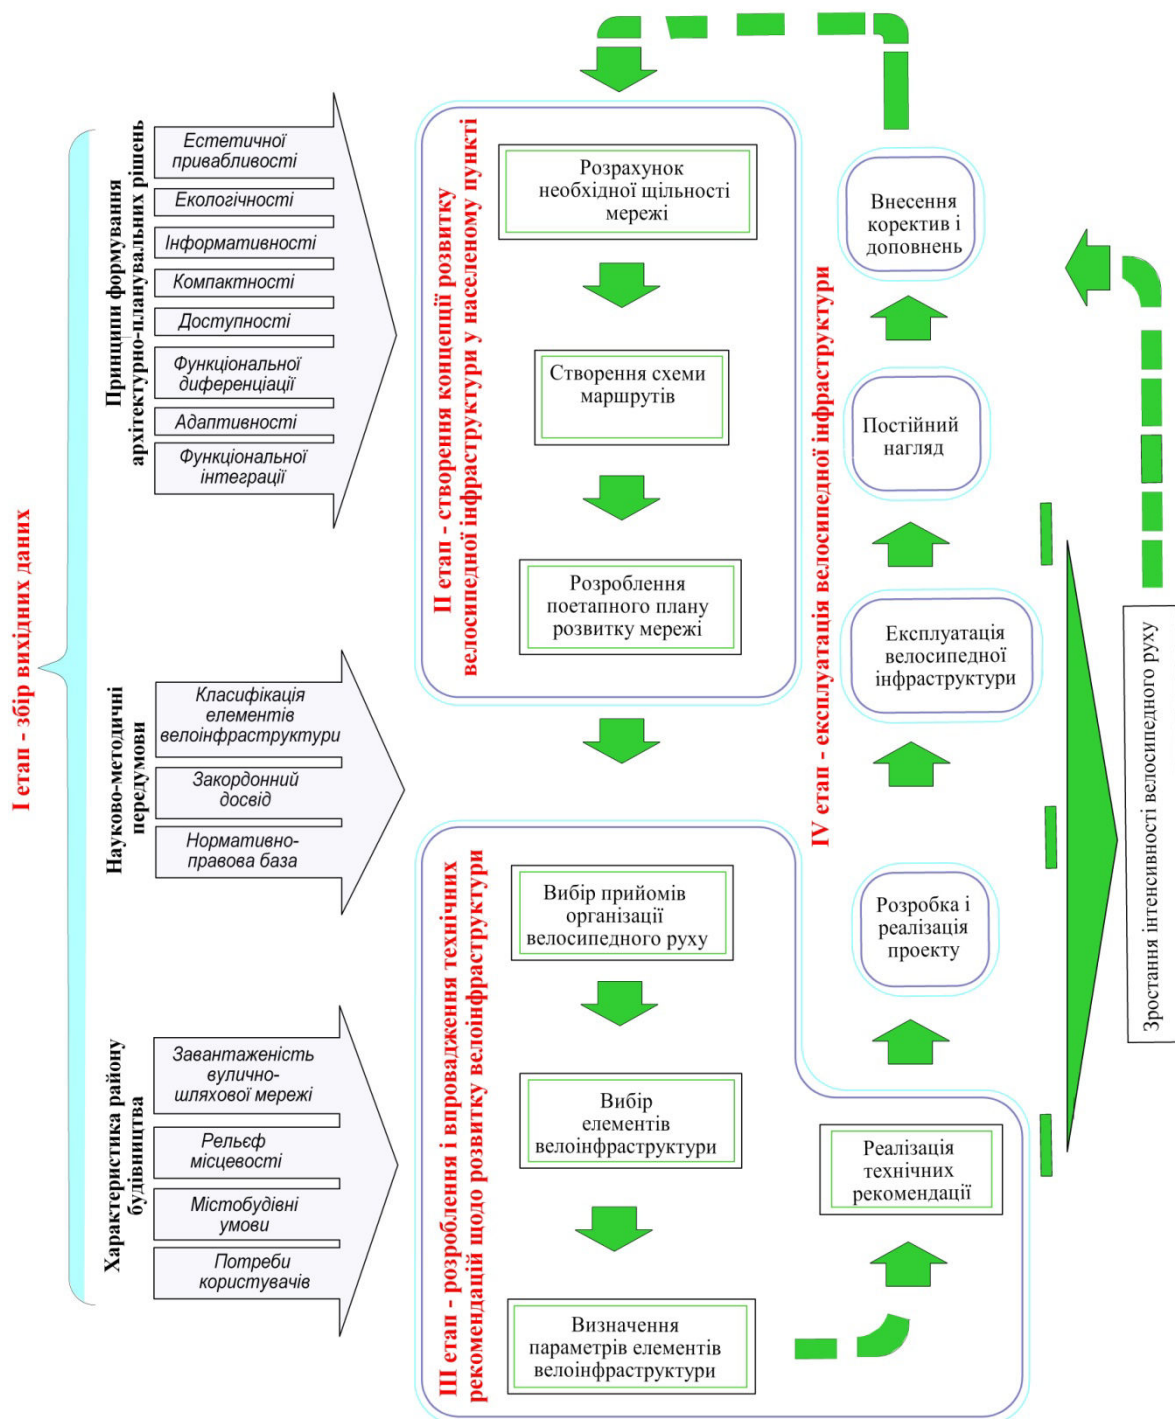 І етап - збір вихідних даних
Принципи формування
архітектурно-планувальних рішень
Естетичної
привабливості
Екологічності
Інформативності
Компактності
Доступності
Функціональної
диференціації
Адаптивності
Функціональної
інтеграції
Науково-методичні
передумови
Класифікація
елементів
велоінфраструктури
Закордонний
досвід
Нормативно-
правова база
Характеристика району
будівництва
Завантаженість
вулично-
шляхової мережі
Рельєф
місцевості
Містобудівні
умови
Потреби
користувачів
ІІ етап - створення концепції розвитку
велосипедної інфраструктури у населеному пункті
Розрахунок
необхідної щільності
мережі
Створення схеми
маршрутів
Розроблення
поетапного плану
розвитку мережі
ІІІ етап - розроблення і впровадження технічних
рекомендацій щодо розвитку велоінфраструктури
Вибір прийомів
організації
велосипедного руху
Вибір
елементів
велоінфраструктури
Визначення
параметрів елементів
велоінфраструктури
Реалізація
технічних
рекомендації
IV етап - експлуатація велосипедної інфраструктури
Розробка і
реалізація
проекту
Експлуатація
велосипедної
інфраструктури
Постійний
нагляд
Внесення
коректив і
доповнень
Зростання інтенсивності велосипедного руху